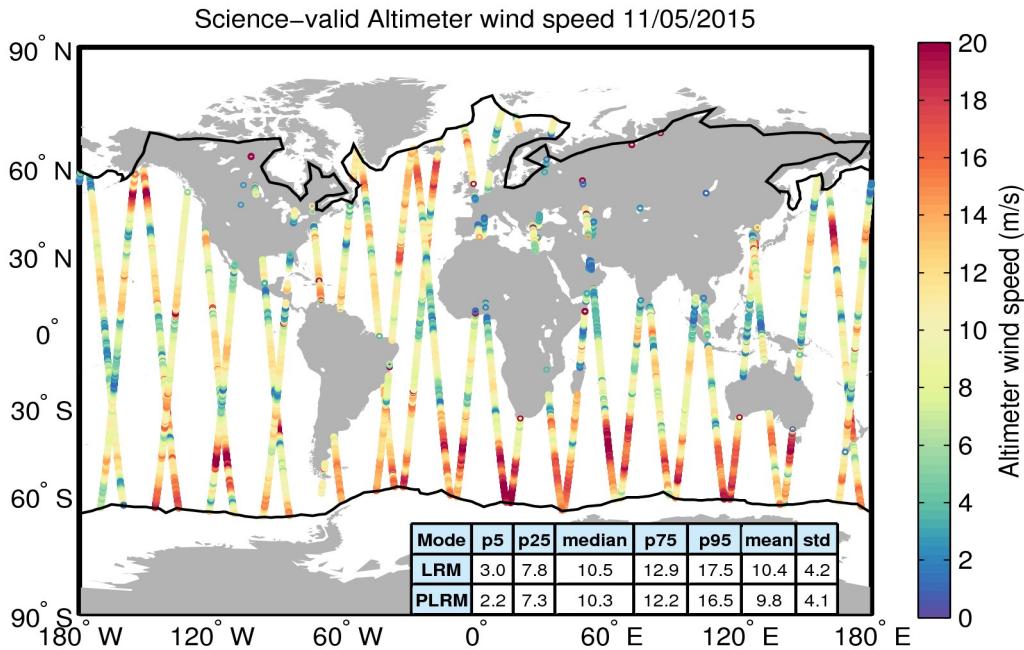 Science−valid Altimeter wind speed 11/05/2015
90° N
60° N
30° N
0°
30° S
60° S
90° S
180° W
120° W
60° W
0°
60° E
120° E
180° E
Mode p5 p25 median p75 p95 mean std
LRM 3.0 7.8 10.5 12.9 17.5 10.4 4.2
PLRM 2.2 7.3 10.3 12.2 16.5 9.8 4.1
20
18
16
14
12
10
8
6
4
2
0
Altimeter wind speed (m/s)